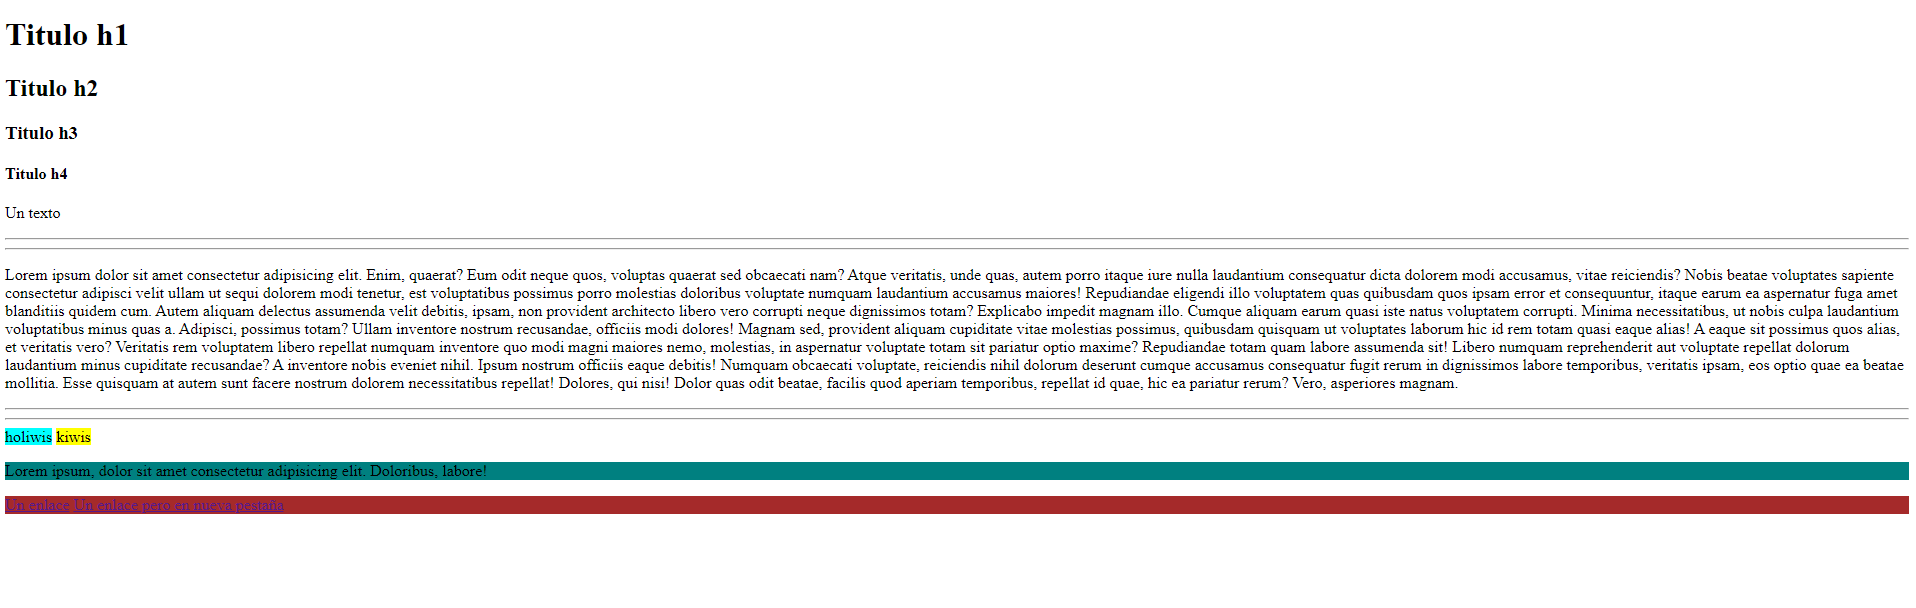 Titulo h1
Titulo h2
Titulo h3
Titulo h4
Un texto
Lorem ipsum dolor sit amet consectetur adipisicing elit. Enim, quaerat? Eum odit neque quos, voluptas quaerat sed obcaecati nam? Atque veritatis, unde quas, autem porro itaque iure nulla laudantium consequatur dicta dolorem modi accusamus, vitae reiciendis? Nobis beatae voluptates sapiente
consectetur adipisci velit ullam ut sequi dolorem modi tenetur, est voluptatibus possimus porro molestias doloribus voluptate numquam laudantium accusamus maiores! Repudiandae eligendi illo voluptatem quas quibusdam quos ipsam error et consequuntur, itaque earum ea aspernatur fuga amet
blanditiis quidem cum. Autem aliquam delectus assumenda velit debitis, ipsam, non provident architecto libero vero corrupti neque dignissimos totam? Explicabo impedit magnam illo. Cumque aliquam earum quasi iste natus voluptatem corrupti. Minima necessitatibus, ut nobis culpa laudantium
voluptatibus minus quas a. Adipisci, possimus totam? Ullam inventore nostrum recusandae, officiis modi dolores! Magnam sed, provident aliquam cupiditate vitae molestias possimus, quibusdam quisquam ut voluptates laborum hic id rem totam quasi eaque alias! A eaque sit possimus quos alias,
et veritatis vero? Veritatis rem voluptatem libero repellat numquam inventore quo modi magni maiores nemo, molestias, in aspernatur voluptate totam sit pariatur optio maxime? Repudiandae totam quam labore assumenda sit! Libero numquam reprehenderit aut voluptate repellat dolorum
laudantium minus cupiditate recusandae? A inventore nobis eveniet nihil. Ipsum nostrum officiis eaque debitis! Numquam obcaecati voluptate, reiciendis nihil dolorum deserunt cumque accusamus consequatur fugit rerum in dignissimos labore temporibus, veritatis ipsam, eos optio quae ea beatae
mollitia. Esse quisquam at autem sunt facere nostrum dolorem necessitatibus repellat! Dolores, qui nisi! Dolor quas odit beatae, facilis quod aperiam temporibus, repellat id quae, hic ea pariatur rerum? Vero, asperiores magnam.
holiwis kiwis
Lorem ipsum, dolor sit amet consectetur adipisicing elit. Doloribus, labore!
Un enlace Un enlace pero en nueva pestaña